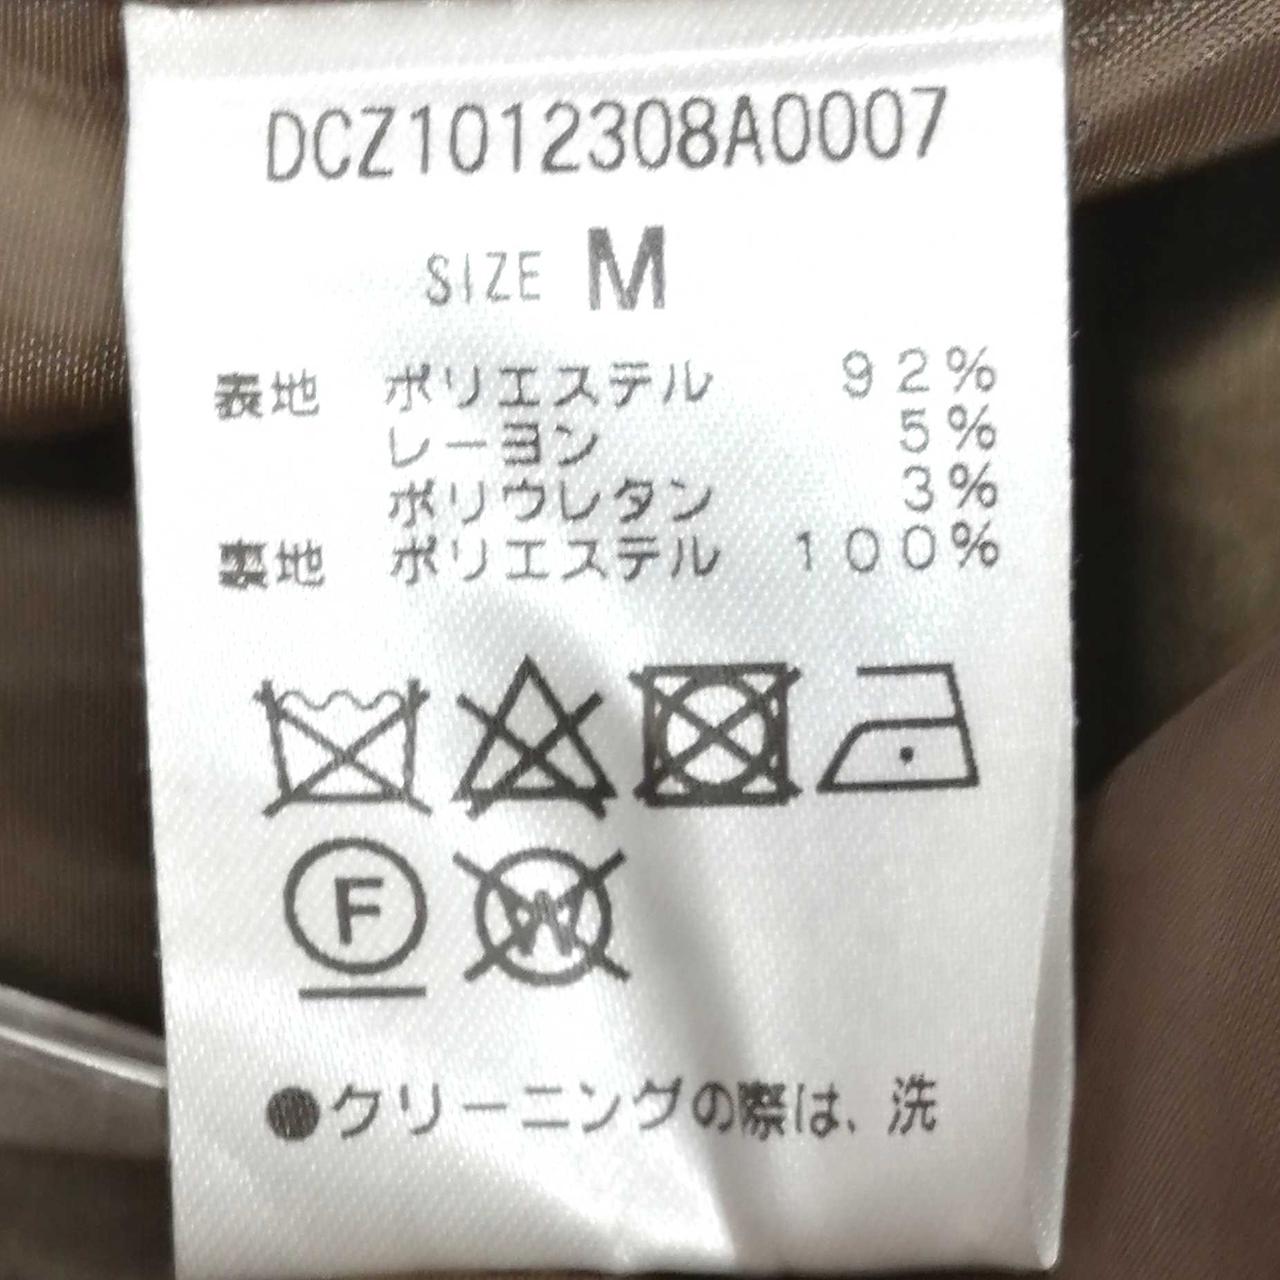 DCZ1012308A0007
SIZE M
表地 ポリエステル 92%
レーヨン 5%
ポリウレタン 3%
裏地 ポリエステル 100%
F
W
●クリーニングの際は、洗